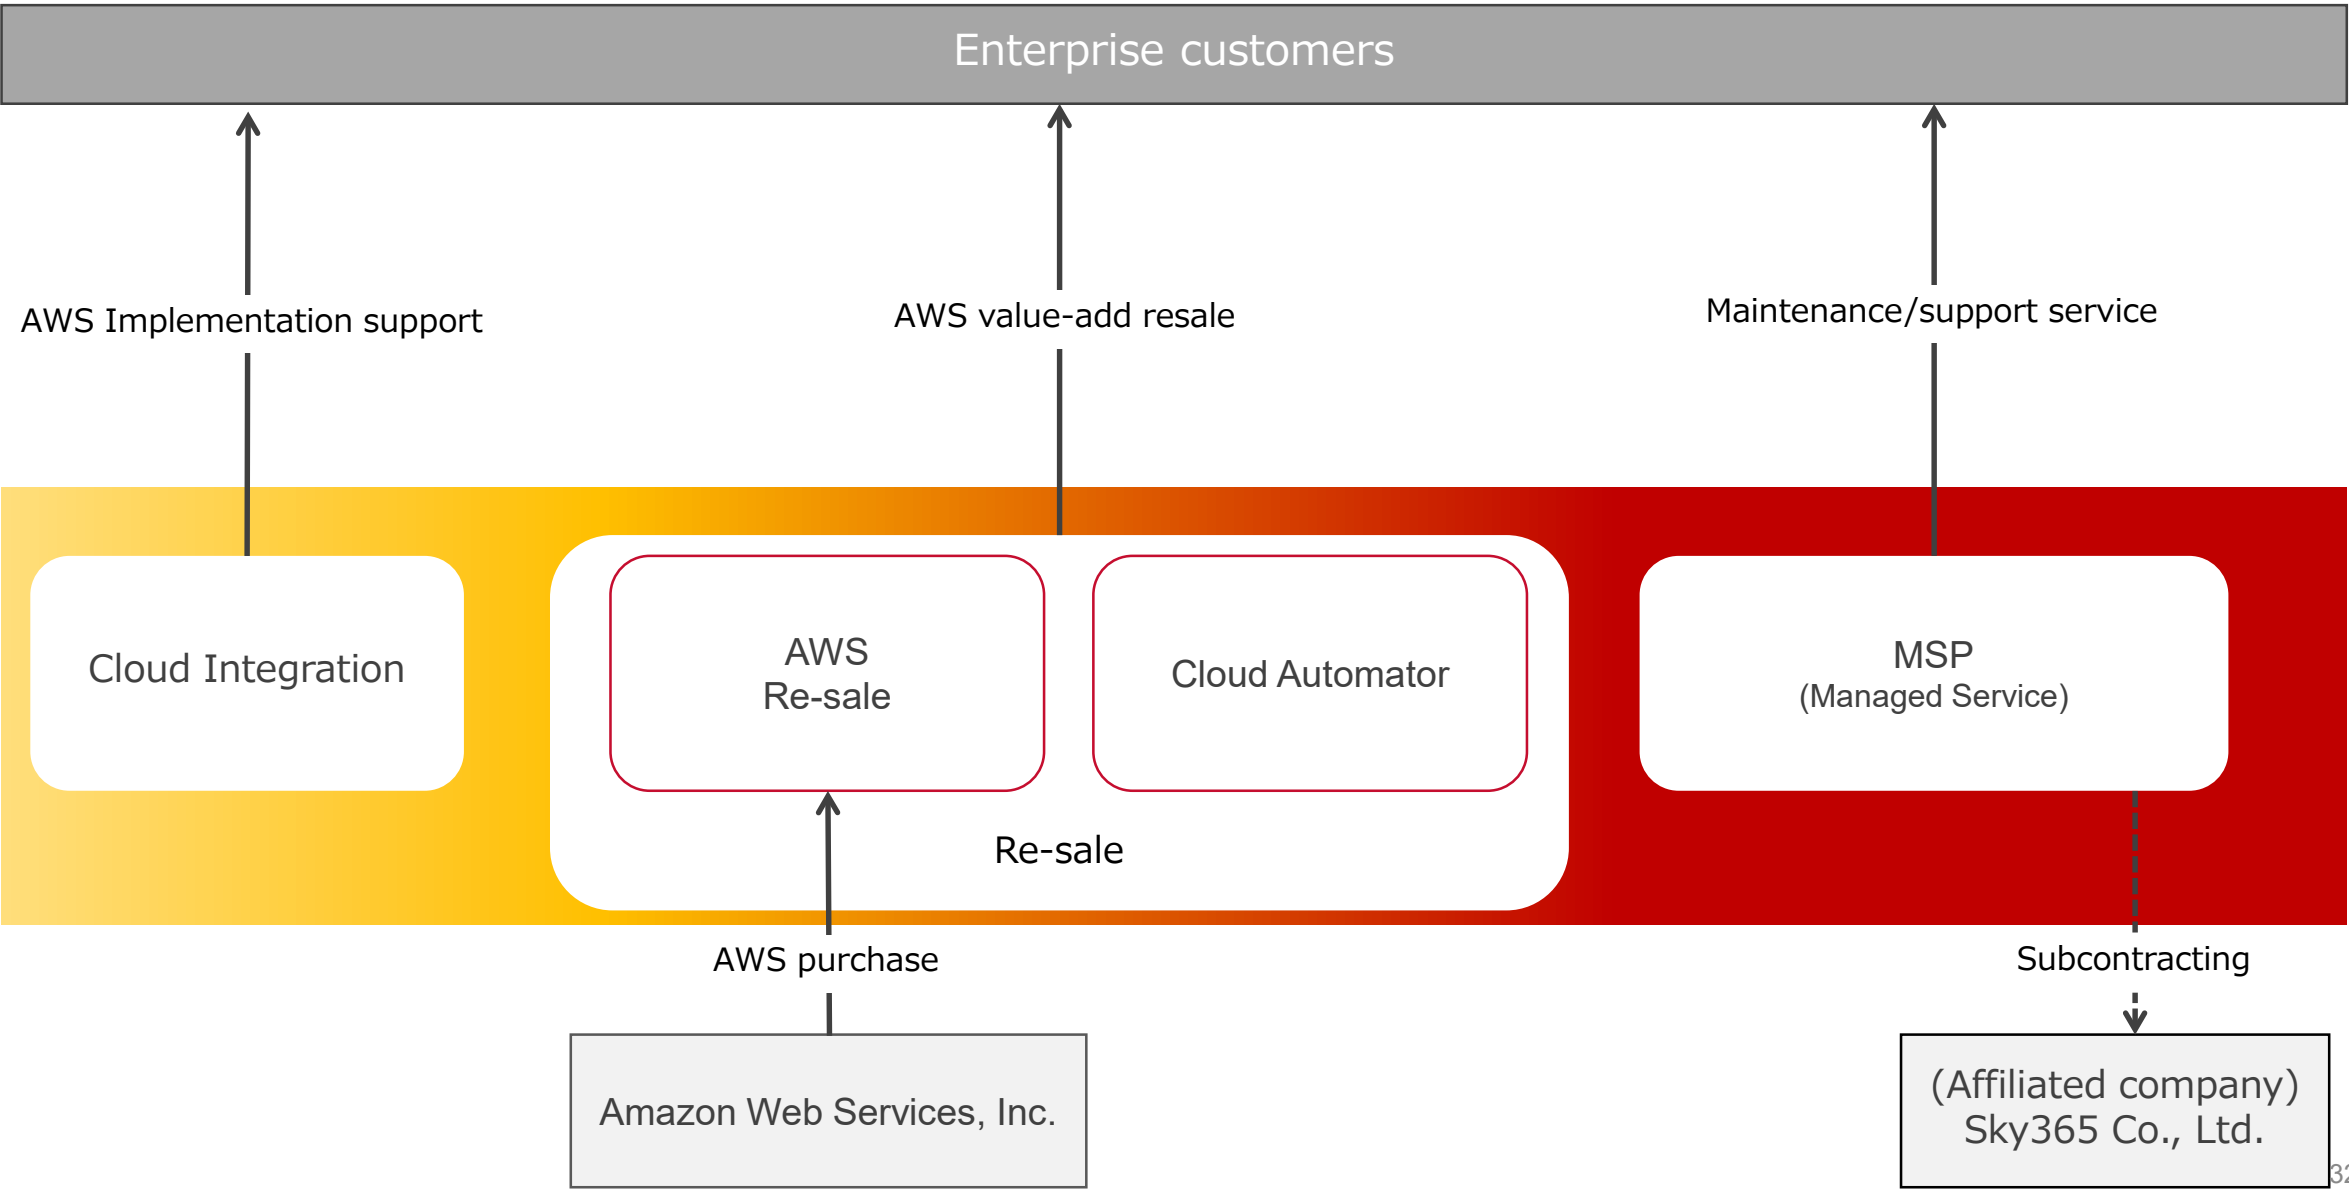 Enterprise customers
AWS Implementation support
AWS value-add resale
Maintenance/support service
Cloud Integration
AWS
Re-sale
Cloud Automator
MSP
(Managed Service)
Re-sale
AWS purchase
Subcontracting
Amazon Web Services, Inc.
(Affiliated company)
Sky365 Co., Ltd.